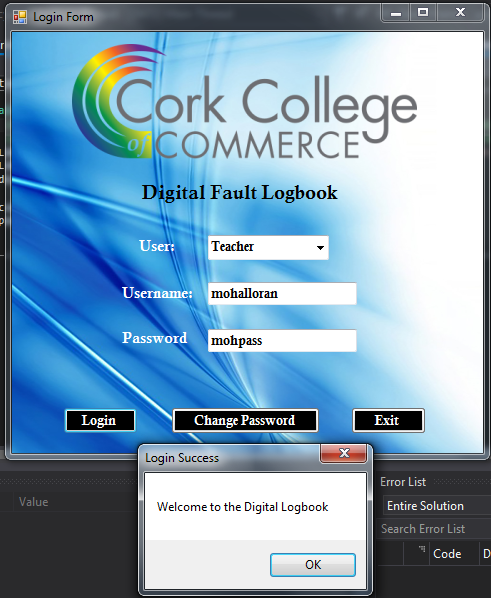 Login Form
Cork College
of COMMERCE
Digital Fault Logbook
User: Teacher
Username: mohalloran
Password mohpass
Login Change Password Exit
Login Success
Welcome to the Digital Logbook
OK
Value
Error List
Entire Solution
Search Error List
Code D